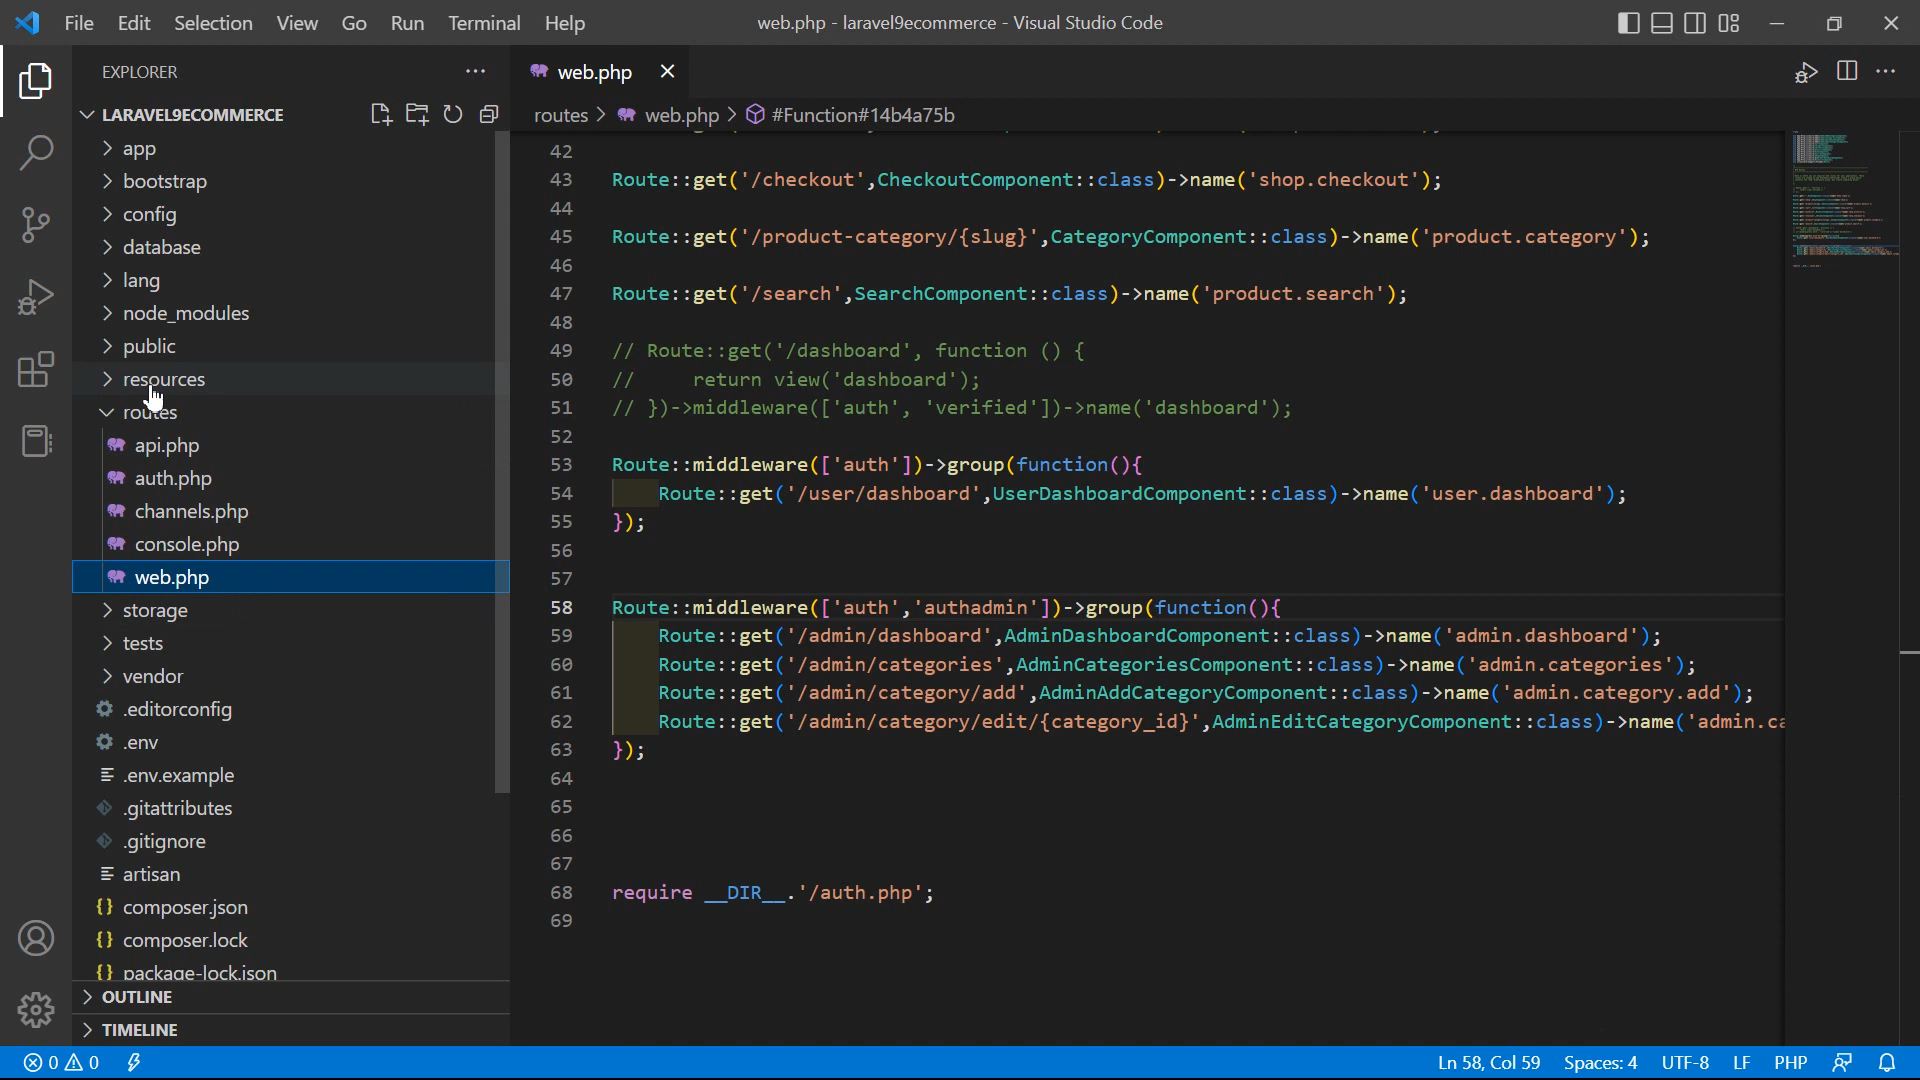 File Edit Selection View Go Run Terminal Help
web.php - laravel9ecommerce - Visual Studio Code
EXPLORER
LARAVEL9ECOMMERCE
app
bootstrap
config
database
lang
node_modules
public
resources
routes
api.php
auth.php
channels.php
console.php
web.php
storage
tests
vendor
.editorconfig
.env
.env.example
.gitattributes
.gitignore
artisan
composer.json
composer.lock
package-lock.json
OUTLINE
TIMELINE
web.php
routes > web.php > #Function#14b4a75b
42
43 Route::get('/checkout',CheckoutComponent::class)->name('shop.checkout');
44
45 Route::get('/product-category/{slug}',CategoryComponent::class)->name('product.category');
46
47 Route::get('/search',SearchComponent::class)->name('product.search');
48
49 // Route::get('/dashboard', function () {
50 //     return view('dashboard');
51 // })->middleware(['auth', 'verified'])->name('dashboard');
52
53 Route::middleware(['auth'])->group(function(){
54     Route::get('/user/dashboard',UserDashboardComponent::class)->name('user.dashboard');
55 });
56
57
58 Route::middleware(['auth','authadmin'])->group(function(){
59     Route::get('/admin/dashboard',AdminDashboardComponent::class)->name('admin.dashboard');
60     Route::get('/admin/categories',AdminCategoriesComponent::class)->name('admin.categories');
61     Route::get('/admin/category/add',AdminAddCategoryComponent::class)->name('admin.category.add');
62     Route::get('/admin/category/edit/{category_id}',AdminEditCategoryComponent::class)->name('admin.ca
63 });
64
65
66
67
68 require __DIR__.'/auth.php';
69
0 0
Ln 58, Col 59 Spaces: 4 UTF-8 LF PHP